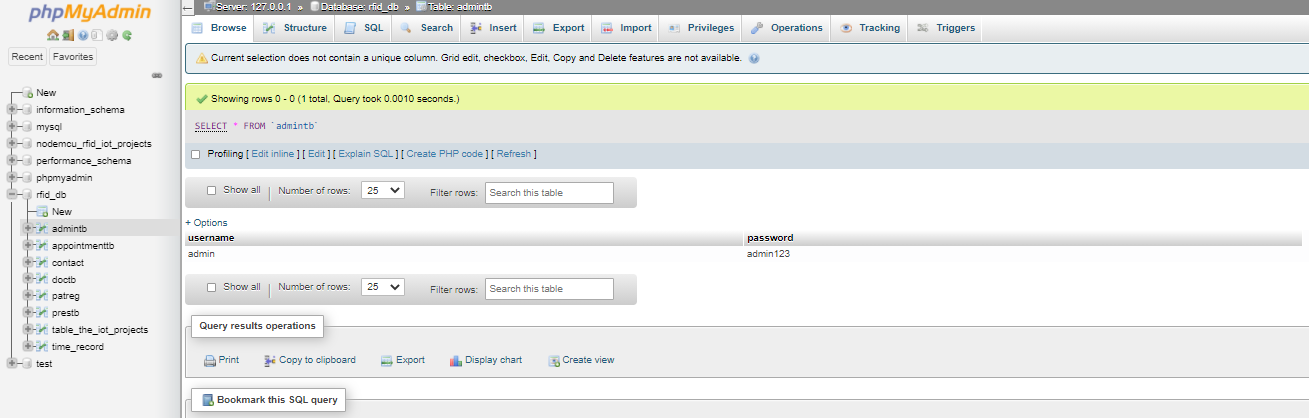 phpMyAdmin
Recent Favorites
New
information_schema
mysql
nodemcu_rfid_iot_projects
performance_schema
phpmyadmin
rfid_db
New
admintb
appointmenttb
contact
doctb
patreg
prestb
table_the_iot_projects
time_record
test
Server: 127.0.0.1 » Database: rfid_db » Table: admintb
Browse Structure SQL Search Insert Export Import Privileges Operations Tracking Triggers
Current selection does not contain a unique column. Grid edit, checkbox, Edit, Copy and Delete features are not available.
Showing rows 0 - 0 (1 total, Query took 0.0010 seconds.)
SELECT * FROM `admintb`
Profiling [ Edit inline ] [ Edit ] [ Explain SQL ] [ Create PHP code ] [ Refresh ]
Show all Number of rows: 25 Filter rows: Search this table
+ Options
username password
admin admin123
Show all Number of rows: 25 Filter rows: Search this table
Query results operations
Print Copy to clipboard Export Display chart Create view
Bookmark this SQL query